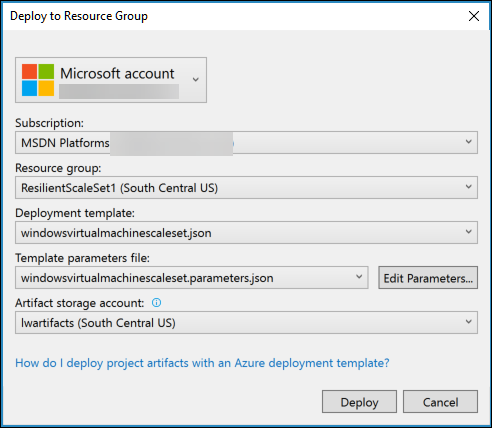 Deploy to Resource Group
Microsoft account
Subscription:
MSDN Platforms
Resource group:
ResilientScaleSet1 (South Central US)
Deployment template:
windowsvirtualmachinescaleset.json
Template parameters file:
windowsvirtualmachinescaleset.parameters.json
Edit Parameters...
Artifact storage account:
lwartifacts (South Central US)
How do I deploy project artifacts with an Azure deployment template?
Deploy
Cancel